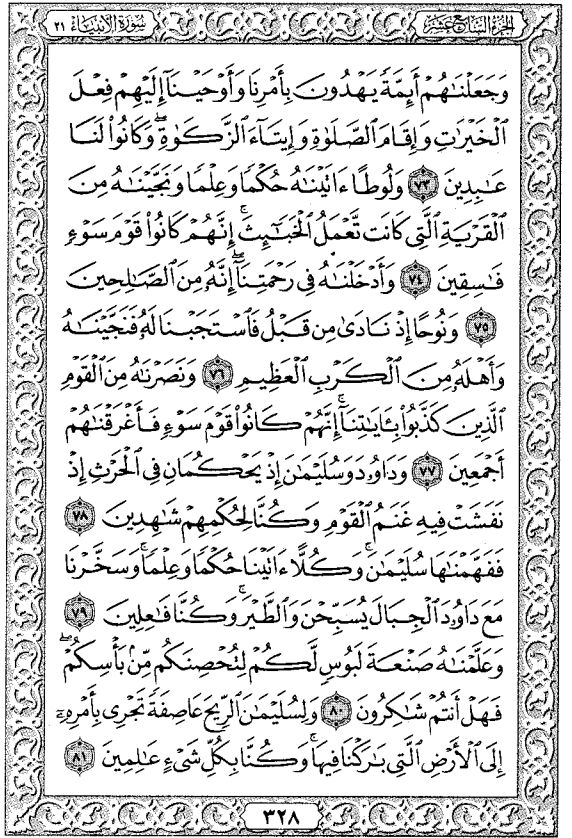 الجزء السابع عشر
سورة الأنبياء ٢١
وَجَعَلْنَـٰهُمْ أَئِمَّةً يَهْدُونَ بِأَمْرِنَا وَأَوْحَيْنَآ إِلَيْهِمْ فِعْلَ
ٱلْخَيْرَٰتِ وَإِقَامَ ٱلصَّلَوٰةِ وَإِيتَآءَ ٱلزَّكَوٰةِ ۖ وَكَانُوا۟ لَنَا
عَـٰبِدِينَ ٧٣ وَلُوطًا ءَاتَيْنَـٰهُ حُكْمًا وَعِلْمًا وَنَجَّيْنَـٰهُ مِنَ
ٱلْقَرْيَةِ ٱلَّتِى كَانَت تَّعْمَلُ ٱلْخَبَـٰٓئِثَ ۗ إِنَّهُمْ كَانُوا۟ قَوْمَ سَوْءٍ
فَـٰسِقِينَ ٧٤ وَأَدْخَلْنَـٰهُ فِى رَحْمَتِنَآ ۖ إِنَّهُۥ مِنَ ٱلصَّـٰلِحِينَ
٧٥ وَنُوحًا إِذْ نَادَىٰ مِن قَبْلُ فَٱسْتَجَبْنَا لَهُۥ فَنَجَّيْنَـٰهُ
وَأَهْلَهُۥ مِنَ ٱلْكَرْبِ ٱلْعَظِيمِ ٧٦ وَنَصَرْنَـٰهُ مِنَ ٱلْقَوْمِ
ٱلَّذِينَ كَذَّبُوا۟ بِـَٔايَـٰتِنَآ ۚ إِنَّهُمْ كَانُوا۟ قَوْمَ سَوْءٍ فَأَغْرَقْنَـٰهُمْ
أَجْمَعِينَ ٧٧ وَدَاوُۥدَ وَسُلَيْمَـٰنَ إِذْ يَحْكُمَانِ فِى ٱلْحَرْثِ إِذْ
نَفَشَتْ فِيهِ غَنَمُ ٱلْقَوْمِ وَكُنَّا لِحُكْمِهِمْ شَـٰهِدِينَ ٧٨
فَفَهَّمْنَـٰهَا سُلَيْمَـٰنَ ۚ وَكُلًّا ءَاتَيْنَا حُكْمًا وَعِلْمًا ۚ وَسَخَّرْنَا
مَعَ دَاوُۥدَ ٱلْجِبَالَ يُسَبِّحْنَ وَٱلطَّيْرَ ۚ وَكُنَّا فَـٰعِلِينَ ٧٩
وَعَلَّمْنَـٰهُ صَنْعَةَ لَبُوسٍ لَّكُمْ لِتُحْصِنَكُم مِّنۢ بَأْسِكُمْ ۖ
فَهَلْ أَنتُمْ شَـٰكِرُونَ ٨٠ وَلِسُلَيْمَـٰنَ ٱلرِّيحَ عَاصِفَةً تَجْرِى بِأَمْرِهِۦٓ
إِلَى ٱلْأَرْضِ ٱلَّتِى بَـٰرَكْنَا فِيهَا ۚ وَكُنَّا بِكُلِّ شَىْءٍ عَـٰلِمِينَ ٨١
٣٢٨